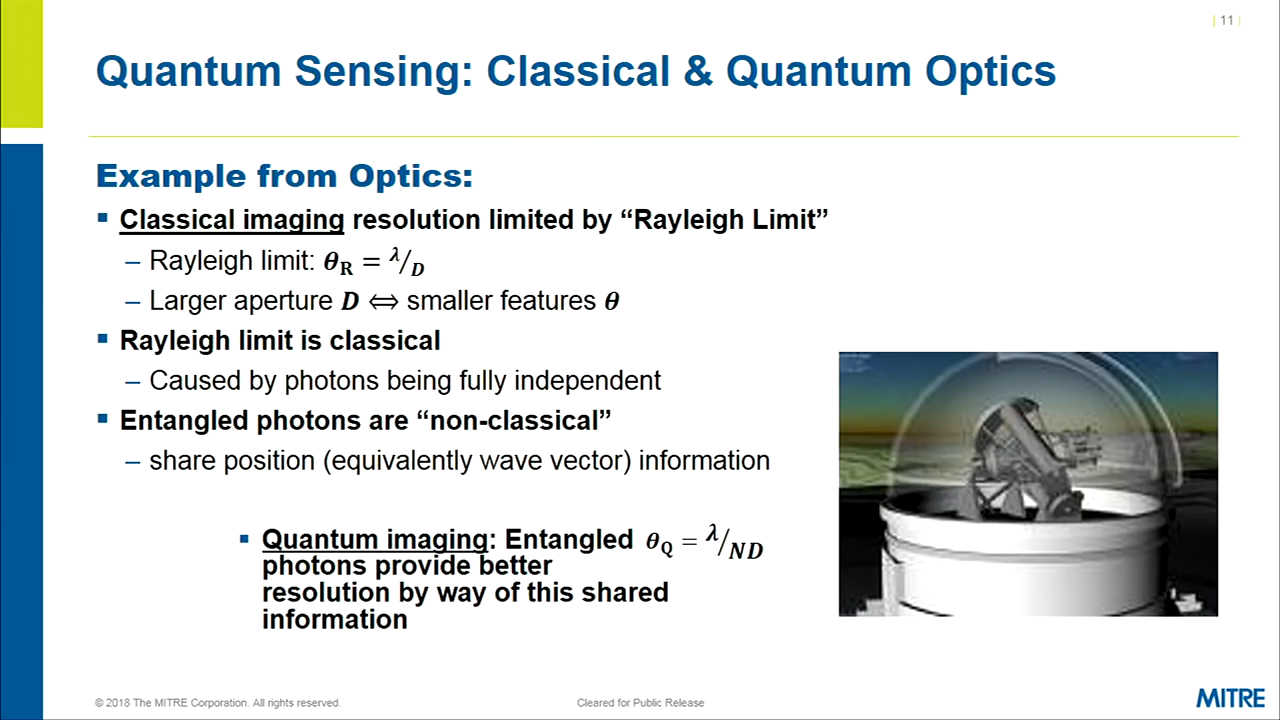 | 11 |
Quantum Sensing: Classical & Quantum Optics
Example from Optics:
▪ Classical imaging resolution limited by “Rayleigh Limit”
– Rayleigh limit: θR = λ/D
– Larger aperture D ⟺ smaller features θ
▪ Rayleigh limit is classical
– Caused by photons being fully independent
▪ Entangled photons are “non-classical”
– share position (equivalently wave vector) information
▪ Quantum imaging: Entangled θQ = λ/ND
photons provide better
resolution by way of this shared
information
© 2018 The MITRE Corporation. All rights reserved.
Cleared for Public Release
MITRE